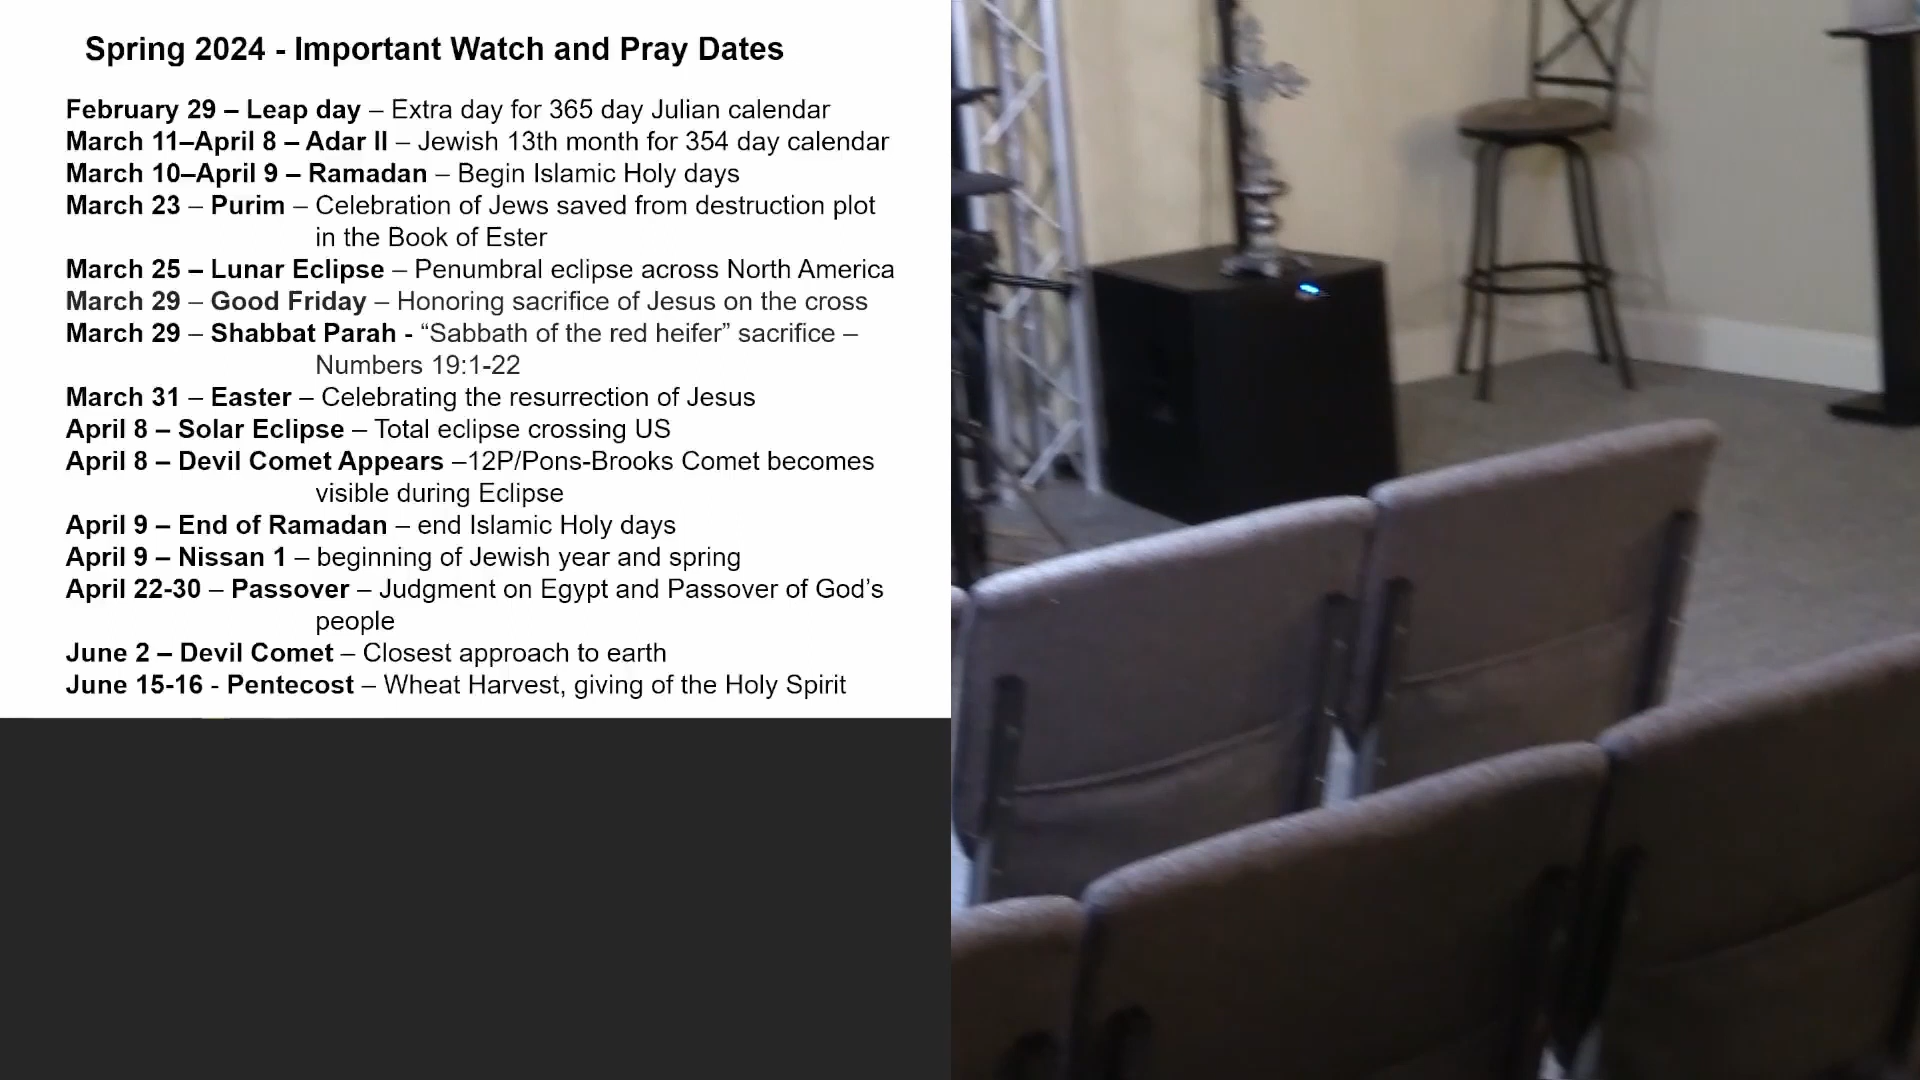 Spring 2024 - Important Watch and Pray Dates
February 29 – Leap day – Extra day for 365 day Julian calendar
March 11–April 8 – Adar II – Jewish 13th month for 354 day calendar
March 10–April 9 – Ramadan – Begin Islamic Holy days
March 23 – Purim – Celebration of Jews saved from destruction plot
in the Book of Ester
March 25 – Lunar Eclipse – Penumbral eclipse across North America
March 29 – Good Friday – Honoring sacrifice of Jesus on the cross
March 29 – Shabbat Parah - “Sabbath of the red heifer” sacrifice –
Numbers 19:1-22
March 31 – Easter – Celebrating the resurrection of Jesus
April 8 – Solar Eclipse – Total eclipse crossing US
April 8 – Devil Comet Appears –12P/Pons-Brooks Comet becomes
visible during Eclipse
April 9 – End of Ramadan – end Islamic Holy days
April 9 – Nissan 1 – beginning of Jewish year and spring
April 22-30 – Passover – Judgment on Egypt and Passover of God’s
people
June 2 – Devil Comet – Closest approach to earth
June 15-16 - Pentecost – Wheat Harvest, giving of the Holy Spirit